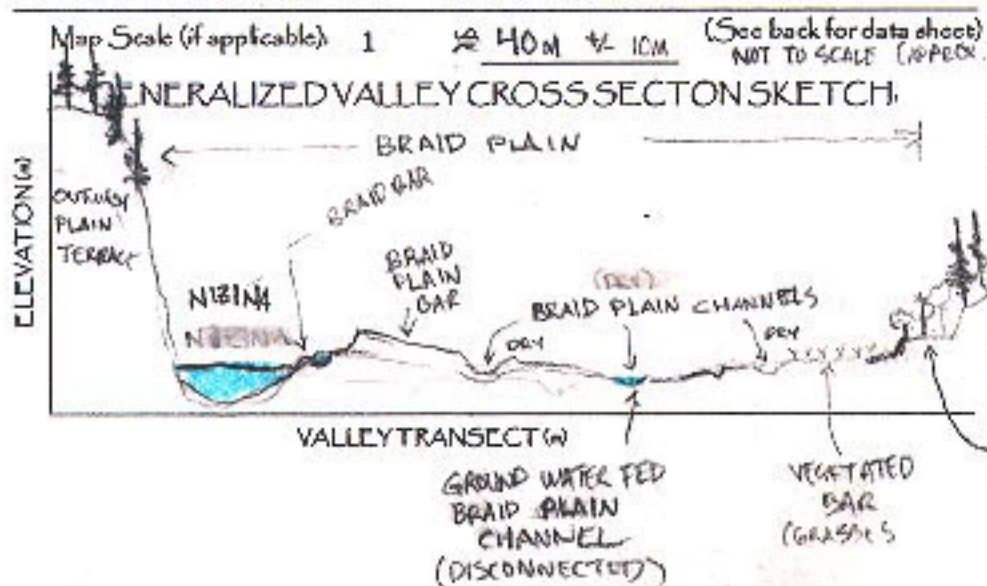 Map Scale (if applicable): 1 ≈ 40m +/- 10m (See back for data sheet)
NOT TO SCALE (APPROX.
GENERALIZED VALLEY CROSS SECTON SKETCH:
BRAID PLAIN
ELEVATION (m)
OUTWASH
PLAIN
TERRACE
BRAID BAR
BRAID
PLAIN
BAR
NIZINA
NIZINA
(DRY)
BRAID PLAIN CHANNELS
DRY
DRY
VALLEY TRANSECT (m)
GROUND WATER FED
BRAID PLAIN
CHANNEL
(DISCONNECTED)
VEGETATED
BAR
(GRASSES